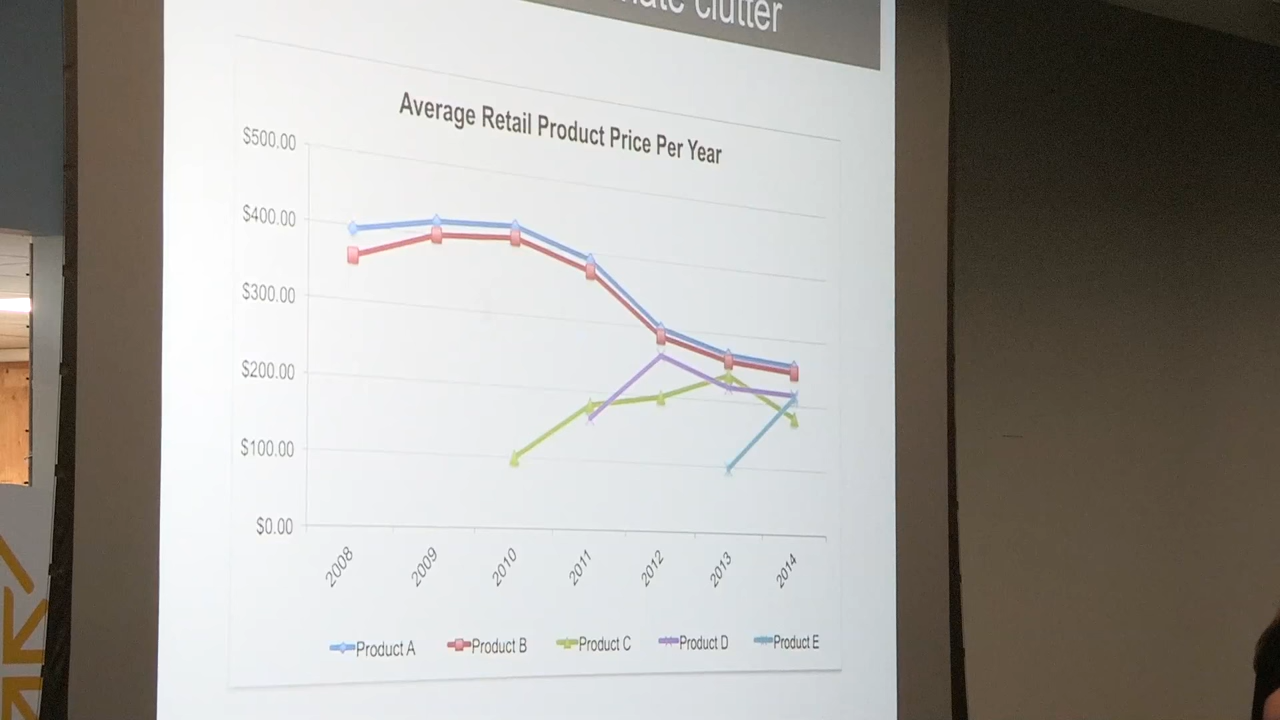 clutter
Average Retail Product Price Per Year
$500.00
$400.00
$300.00
$200.00
$100.00
$0.00
2008 2009 2010 2011 2012 2013 2014
Product A Product B Product C Product D Product E